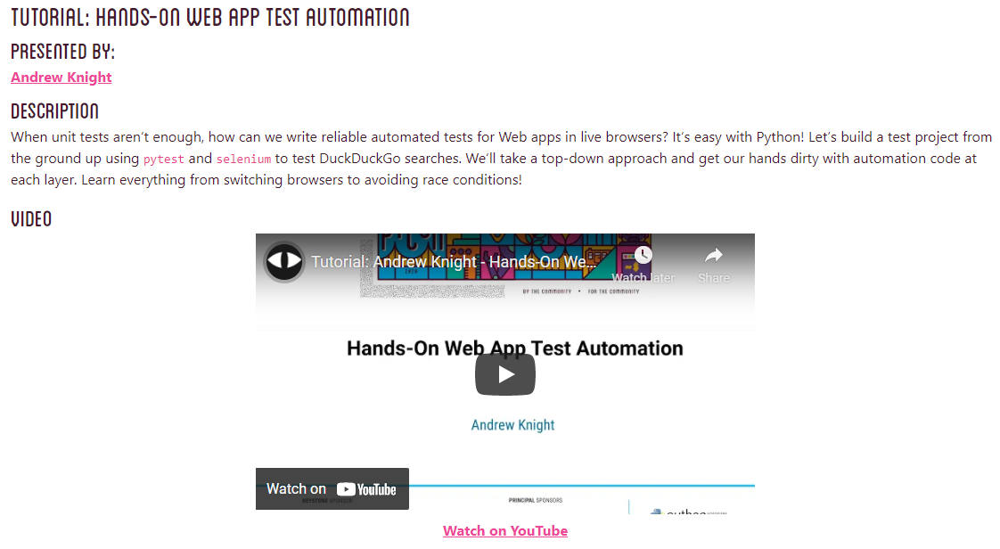 TUTORIAL: HANDS-ON WEB APP TEST AUTOMATION
PRESENTED BY:
Andrew Knight
DESCRIPTION
When unit tests aren't enough, how can we write reliable automated tests for Web apps in live browsers? It's easy with Python! Let's build a test project from
the ground up using pytest and selenium to test DuckDuckGo searches. We'll take a top-down approach and get our hands dirty with automation code at
each layer. Learn everything from switching browsers to avoiding race conditions!
VIDEO
Tutorial: Andrew Knight - Hands-On We...
Watch later
Share
BY THE COMMUNITY • FOR THE COMMUNITY
Hands-On Web App Test Automation
Andrew Knight
Watch on YouTube
KEYSTONE SPONSOR
PRINCIPAL SPONSORS
Watch on YouTube